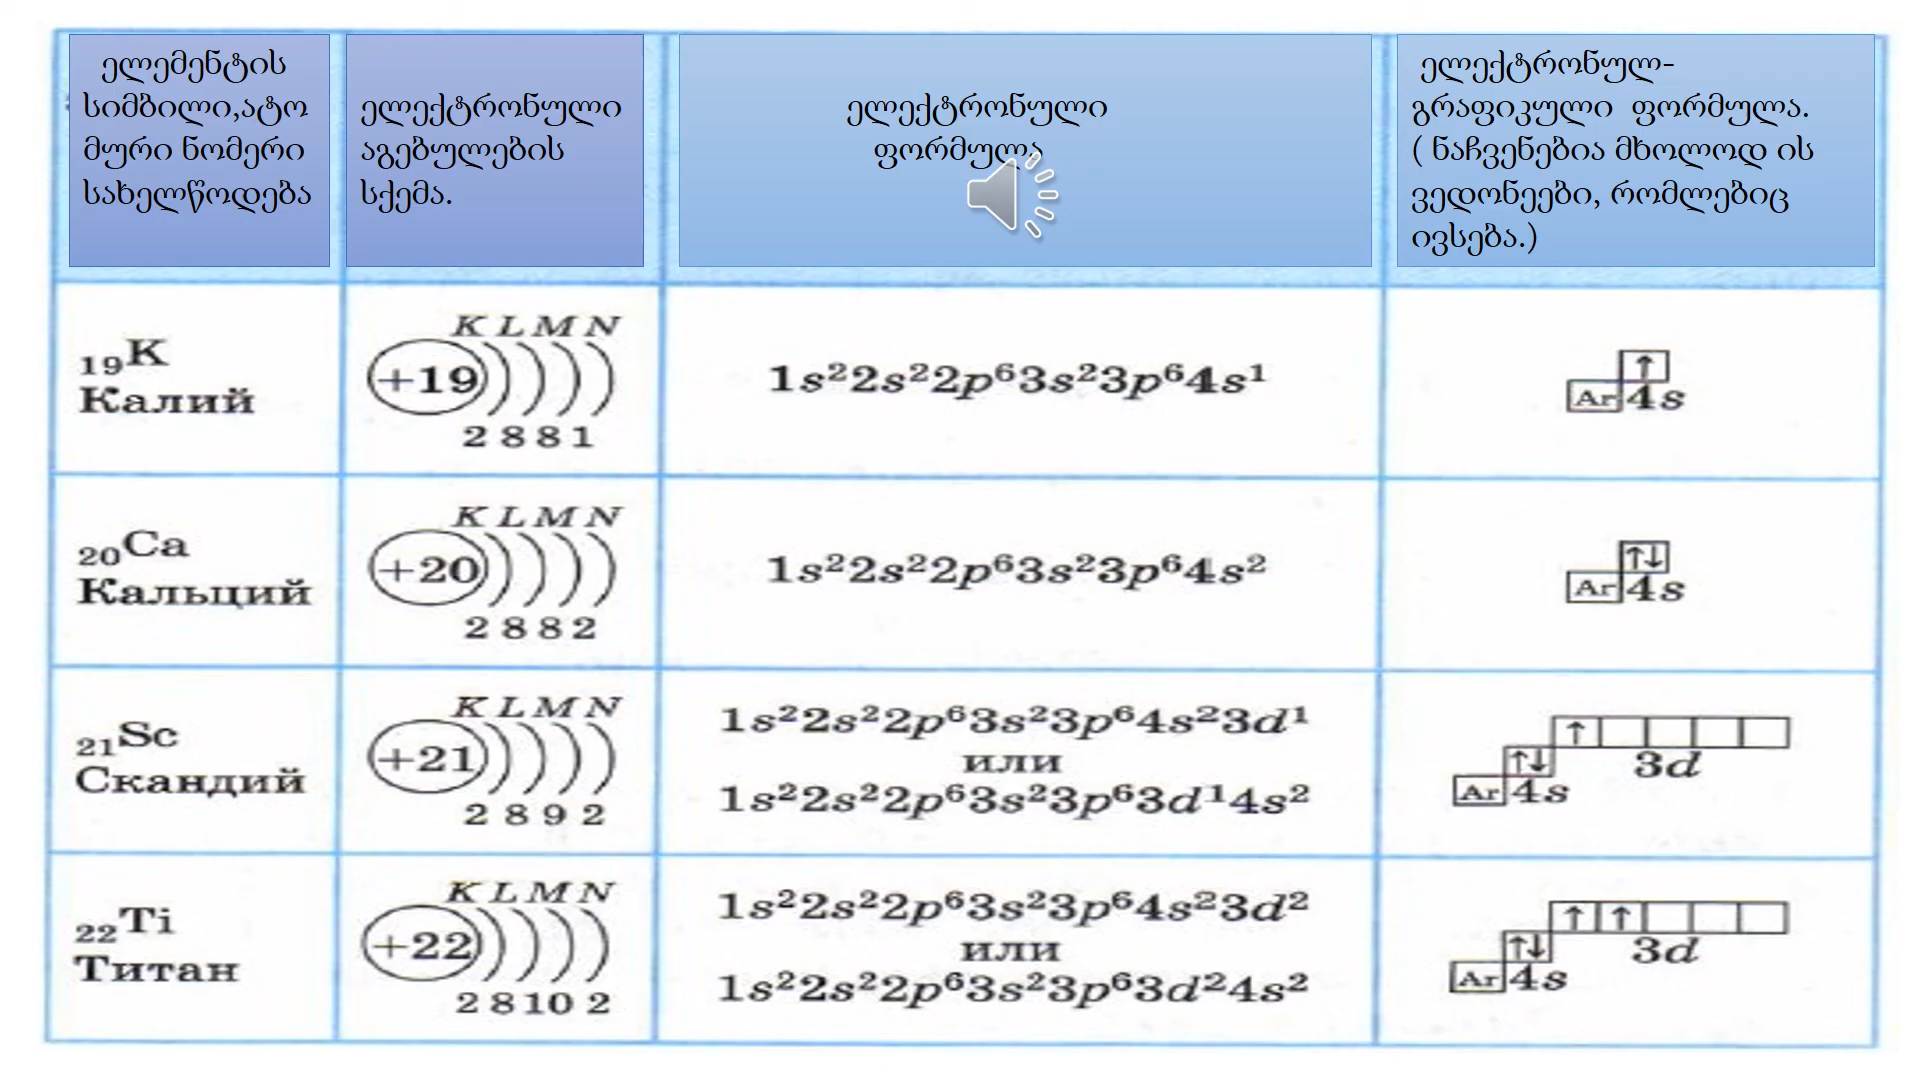 ელემენტის
სიმბილი,ატო
მური ნომერი
სახელწოდება
ელექტრონული
აგებულების
სქემა.
ელექტრონული
ფორმულა
ელექტრონულ-
გრაფიკული ფორმულა.
( ნაჩვენებია მხოლოდ ის
ვედონეები, რომლებიც
ივსება.)
₁₉K
Калий
K L M N
+19
2 8 8 1
1s²2s²2p⁶3s²3p⁶4s¹
↑
Ar 4s
₂₀Ca
Кальций
K L M N
+20
2 8 8 2
1s²2s²2p⁶3s²3p⁶4s²
↑↓
Ar 4s
₂₁Sc
Скандий
K L M N
+21
2 8 9 2
1s²2s²2p⁶3s²3p⁶4s²3d¹
или
1s²2s²2p⁶3s²3p⁶3d¹4s²
↑
↑↓ 3d
Ar 4s
₂₂Ti
Титан
K L M N
+22
2 8 10 2
1s²2s²2p⁶3s²3p⁶4s²3d²
или
1s²2s²2p⁶3s²3p⁶3d²4s²
↑ ↑
↑↓ 3d
Ar 4s